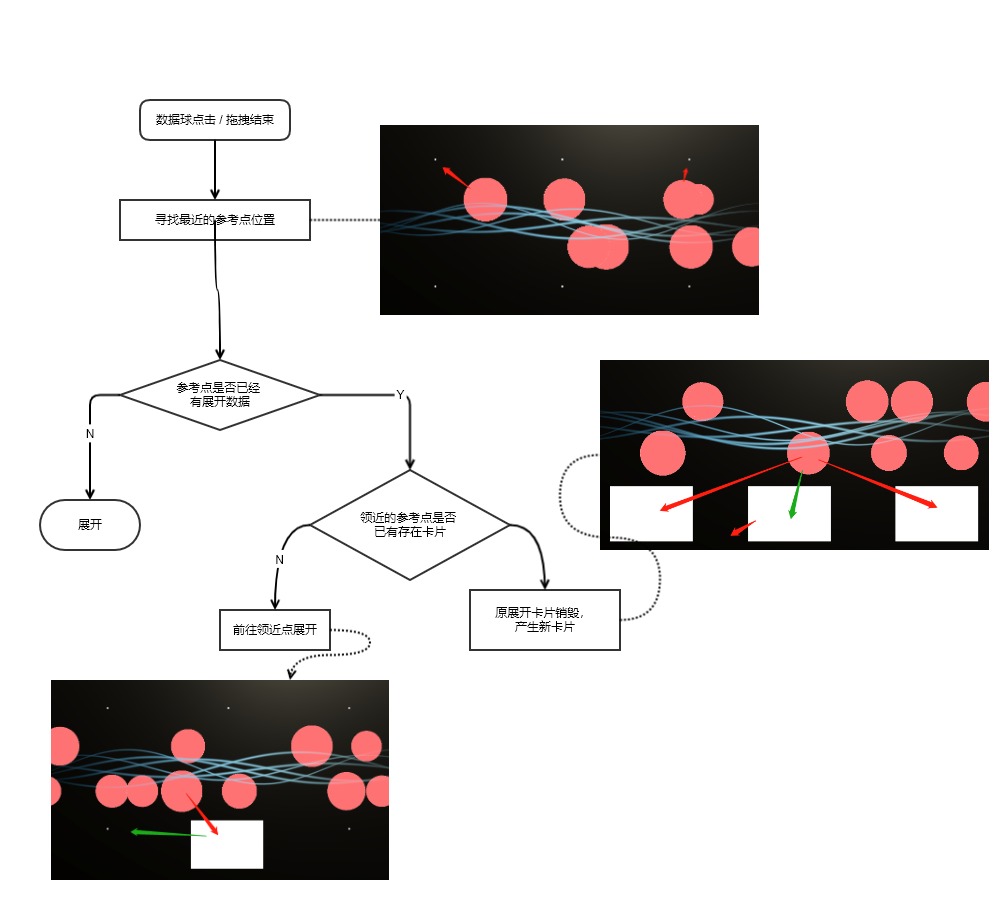 数据球点击 / 拖拽结束
寻找最近的参考点位置
参考点是否已经
有展开数据
Y
N
展开
领近的参考点是否
已有存在卡片
N
前往领近点展开
原展开卡片销毁，
产生新卡片